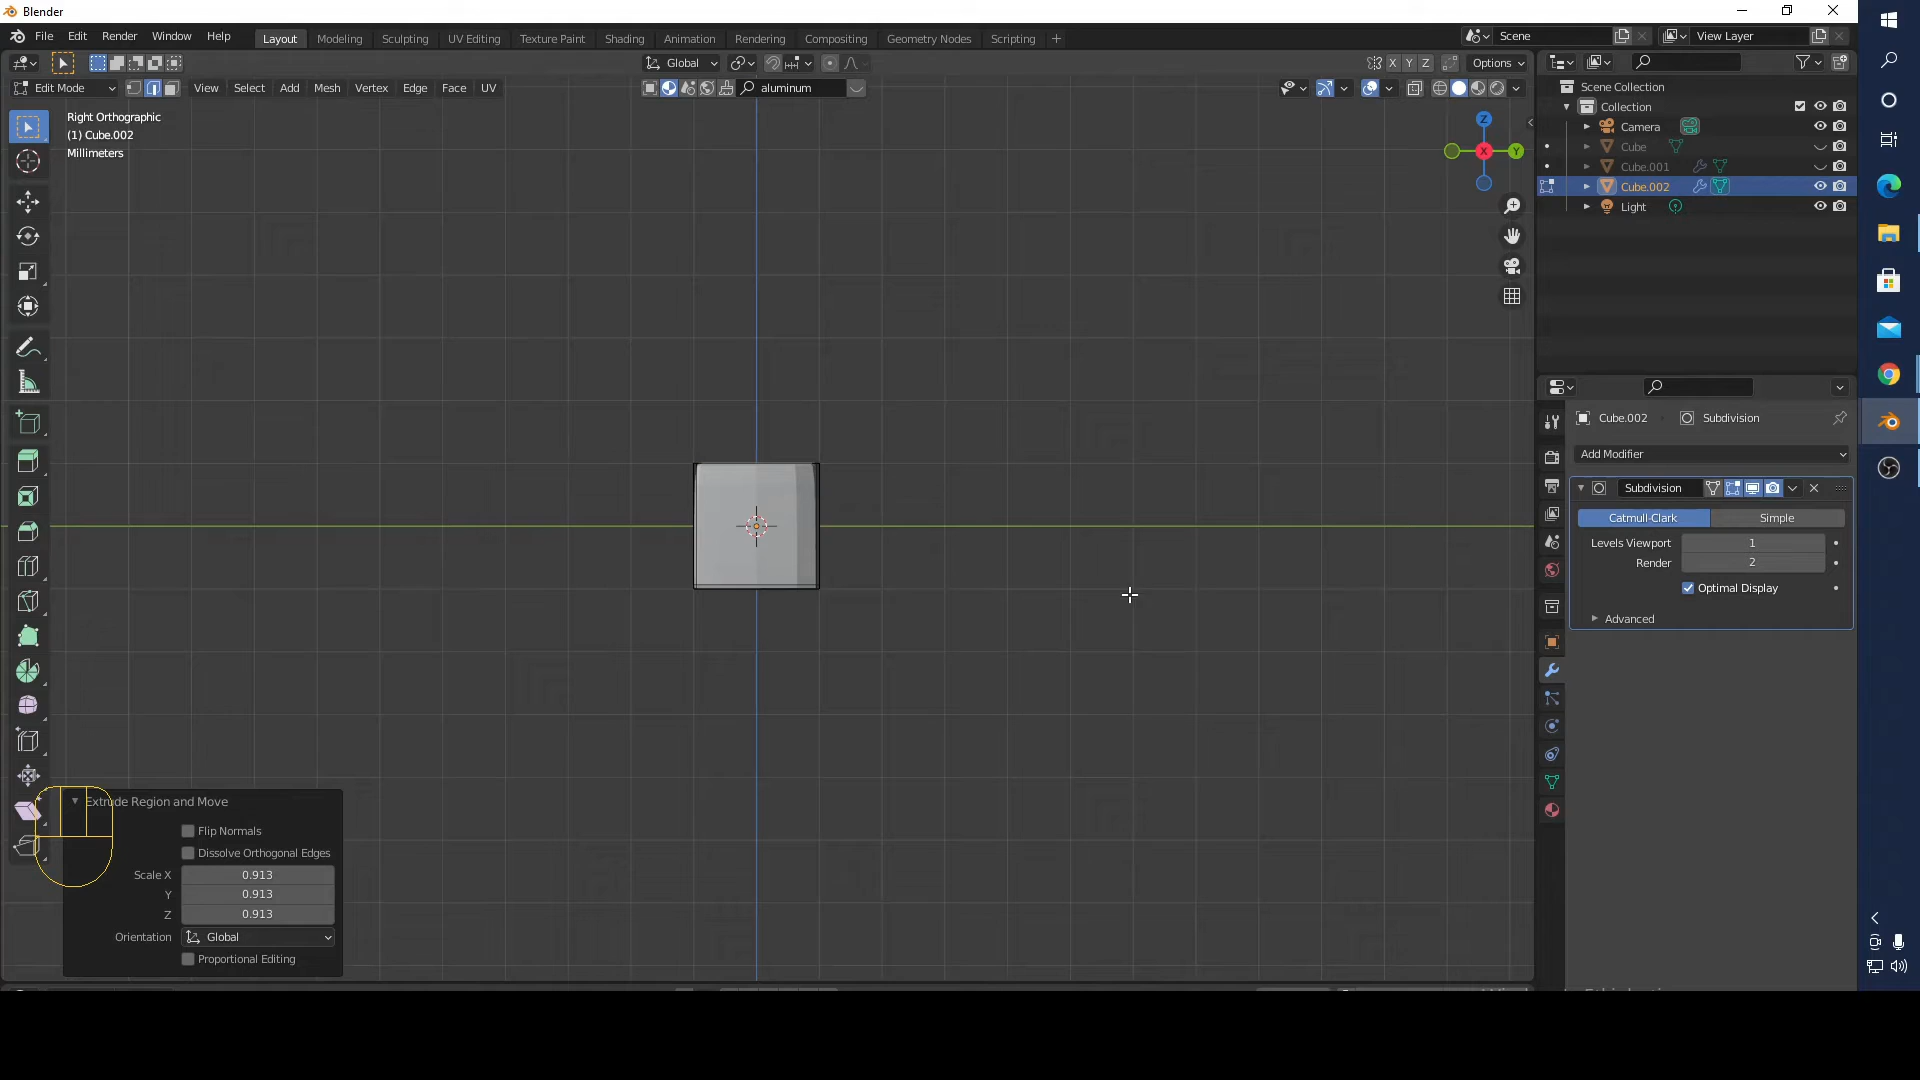 Blender
File Edit Render Window Help
Layout Modeling Sculpting UV Editing Texture Paint Shading Animation Rendering Compositing Geometry Nodes Scripting +
Scene
View Layer
Global
X Y Z
Options
Edit Mode
View Select Add Mesh Vertex Edge Face UV
aluminum
Right Orthographic
(1) Cube.002
Millimeters
Z
X
Y
Scene Collection
Collection
Camera
Cube
Cube.001
Cube.002
Light
Cube.002
Subdivision
Add Modifier
Subdivision
Catmull-Clark
Simple
Levels Viewport
1
Render
2
Optimal Display
Advanced
Extrude Region and Move
Flip Normals
Dissolve Orthogonal Edges
Scale X
0.913
Y
0.913
Z
0.913
Orientation
Global
Proportional Editing